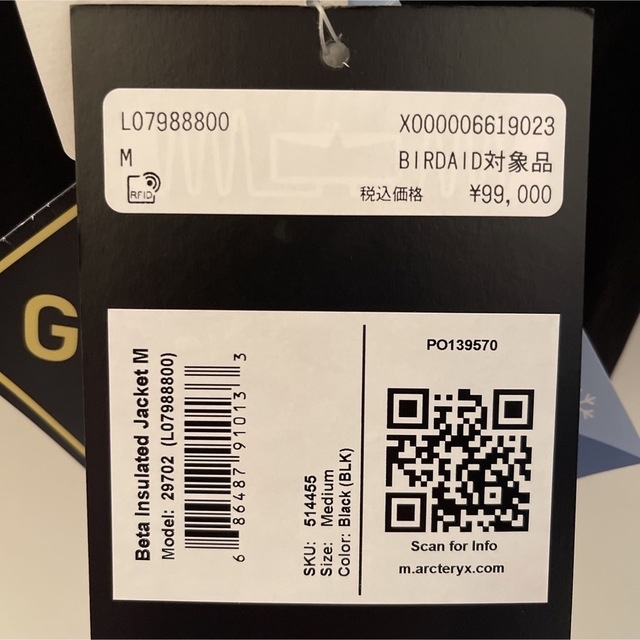 L07988800
X000006619023
M
BIRDAID対象品
RFID
税込価格 ¥99,000
G
Beta Insulated Jacket M
Model: 29702 (L07988800)
6 86487 91013 3
SKU: 514455
Size: Medium
Color: Black (BLK)
PO139570
Scan for Info
m.arcteryx.com